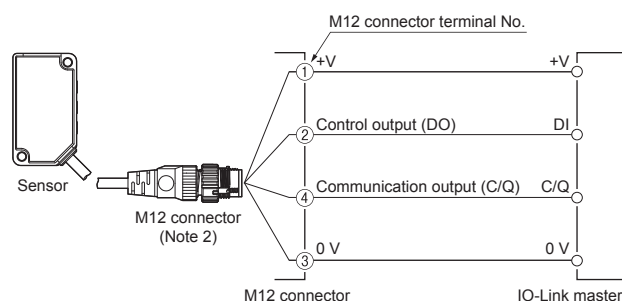 M12 connector terminal No.
1 +V +V
2 Control output (DO) DI
4 Communication output (C/Q) C/Q
3 0 V 0 V
Sensor
M12 connector
(Note 2)
M12 connector IO-Link master